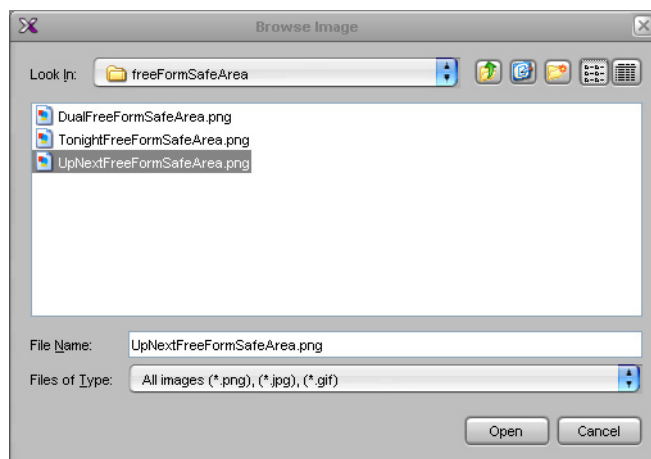 Browse Image
Look In: freeFormSafeArea
DualFreeFormSafeArea.png
TonightFreeFormSafeArea.png
UpNextFreeFormSafeArea.png
File Name: UpNextFreeFormSafeArea.png
Files of Type: All images (*.png), (*.jpg), (*.gif)
Open Cancel